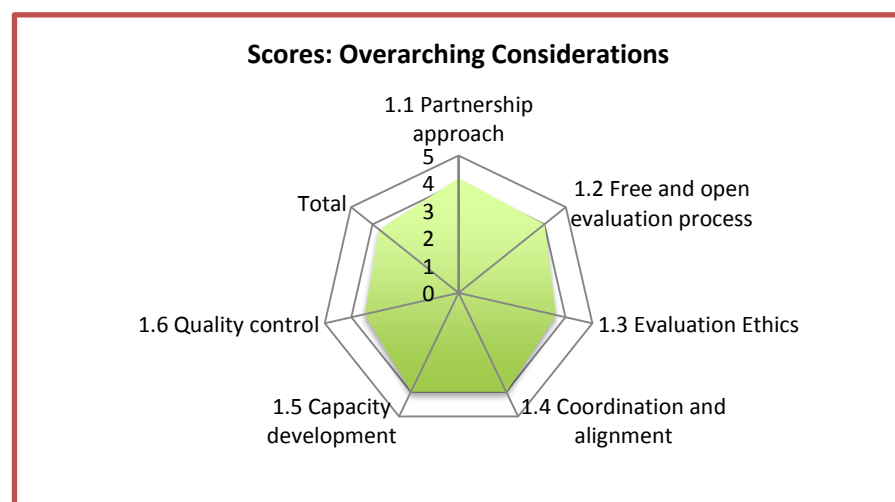 Scores: Overarching Considerations
1.1 Partnership
approach
5
4
3
2
1
0
1.2 Free and open
evaluation process
1.3 Evaluation Ethics
1.4 Coordination and
alignment
1.5 Capacity
development
1.6 Quality control
Total